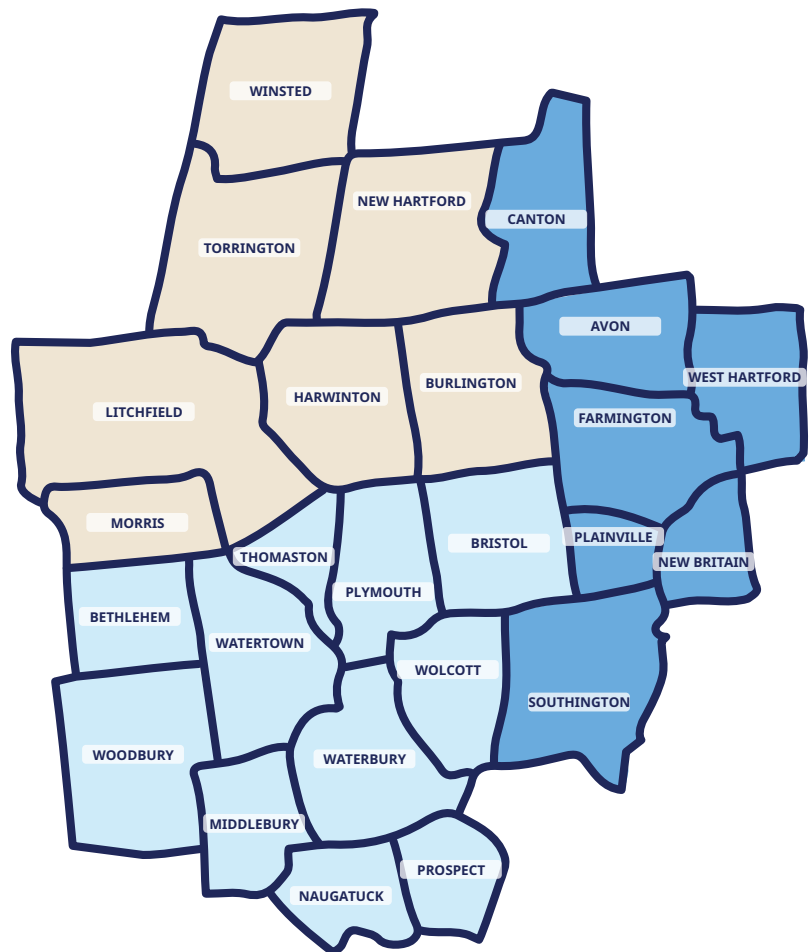 WINSTED
NEW HARTFORD
CANTON
TORRINGTON
AVON
WEST HARTFORD
BURLINGTON
HARWINTON
LITCHFIELD
FARMINGTON
MORRIS
PLAINVILLE
BRISTOL
THOMASTON
NEW BRITAIN
PLYMOUTH
BETHLEHEM
WATERTOWN
WOLCOTT
SOUTHINGTON
WOODBURY
WATERBURY
MIDDLEBURY
PROSPECT
NAUGATUCK